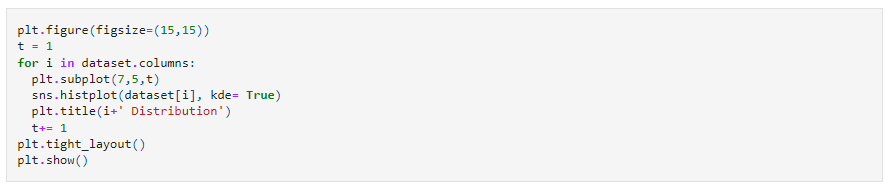 plt.figure(figsize=(15,15))
t = 1
for i in dataset.columns:
  plt.subplot(7,5,t)
  sns.histplot(dataset[i], kde= True)
  plt.title(i+' Distribution')
  t+= 1
plt.tight_layout()
plt.show()